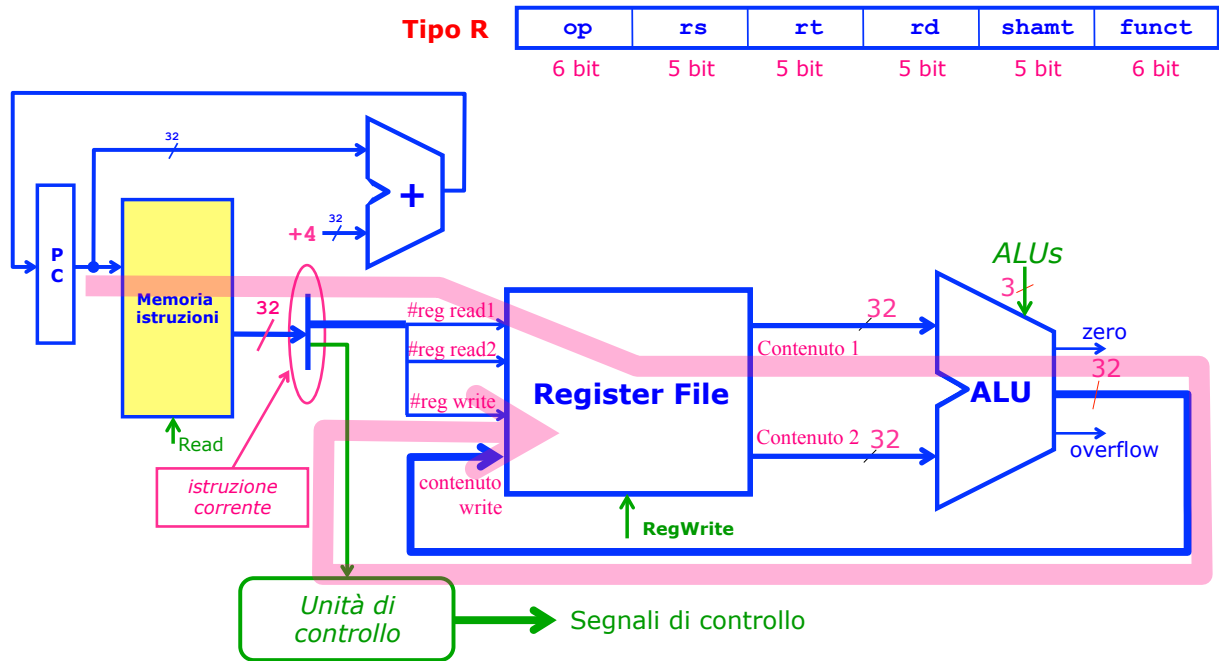 Tipo R
op rs rt rd shamt funct
6 bit 5 bit 5 bit 5 bit 5 bit 6 bit
32
+
32
+4
P
C
Memoria
istruzioni
32
Read
istruzione
corrente
#reg read1
#reg read2
#reg write
contenuto
write
Register File
RegWrite
32
Contenuto 1
Contenuto 2
32
ALUs
3
ALU
zero
32
overflow
Unità di
controllo
Segnali di controllo